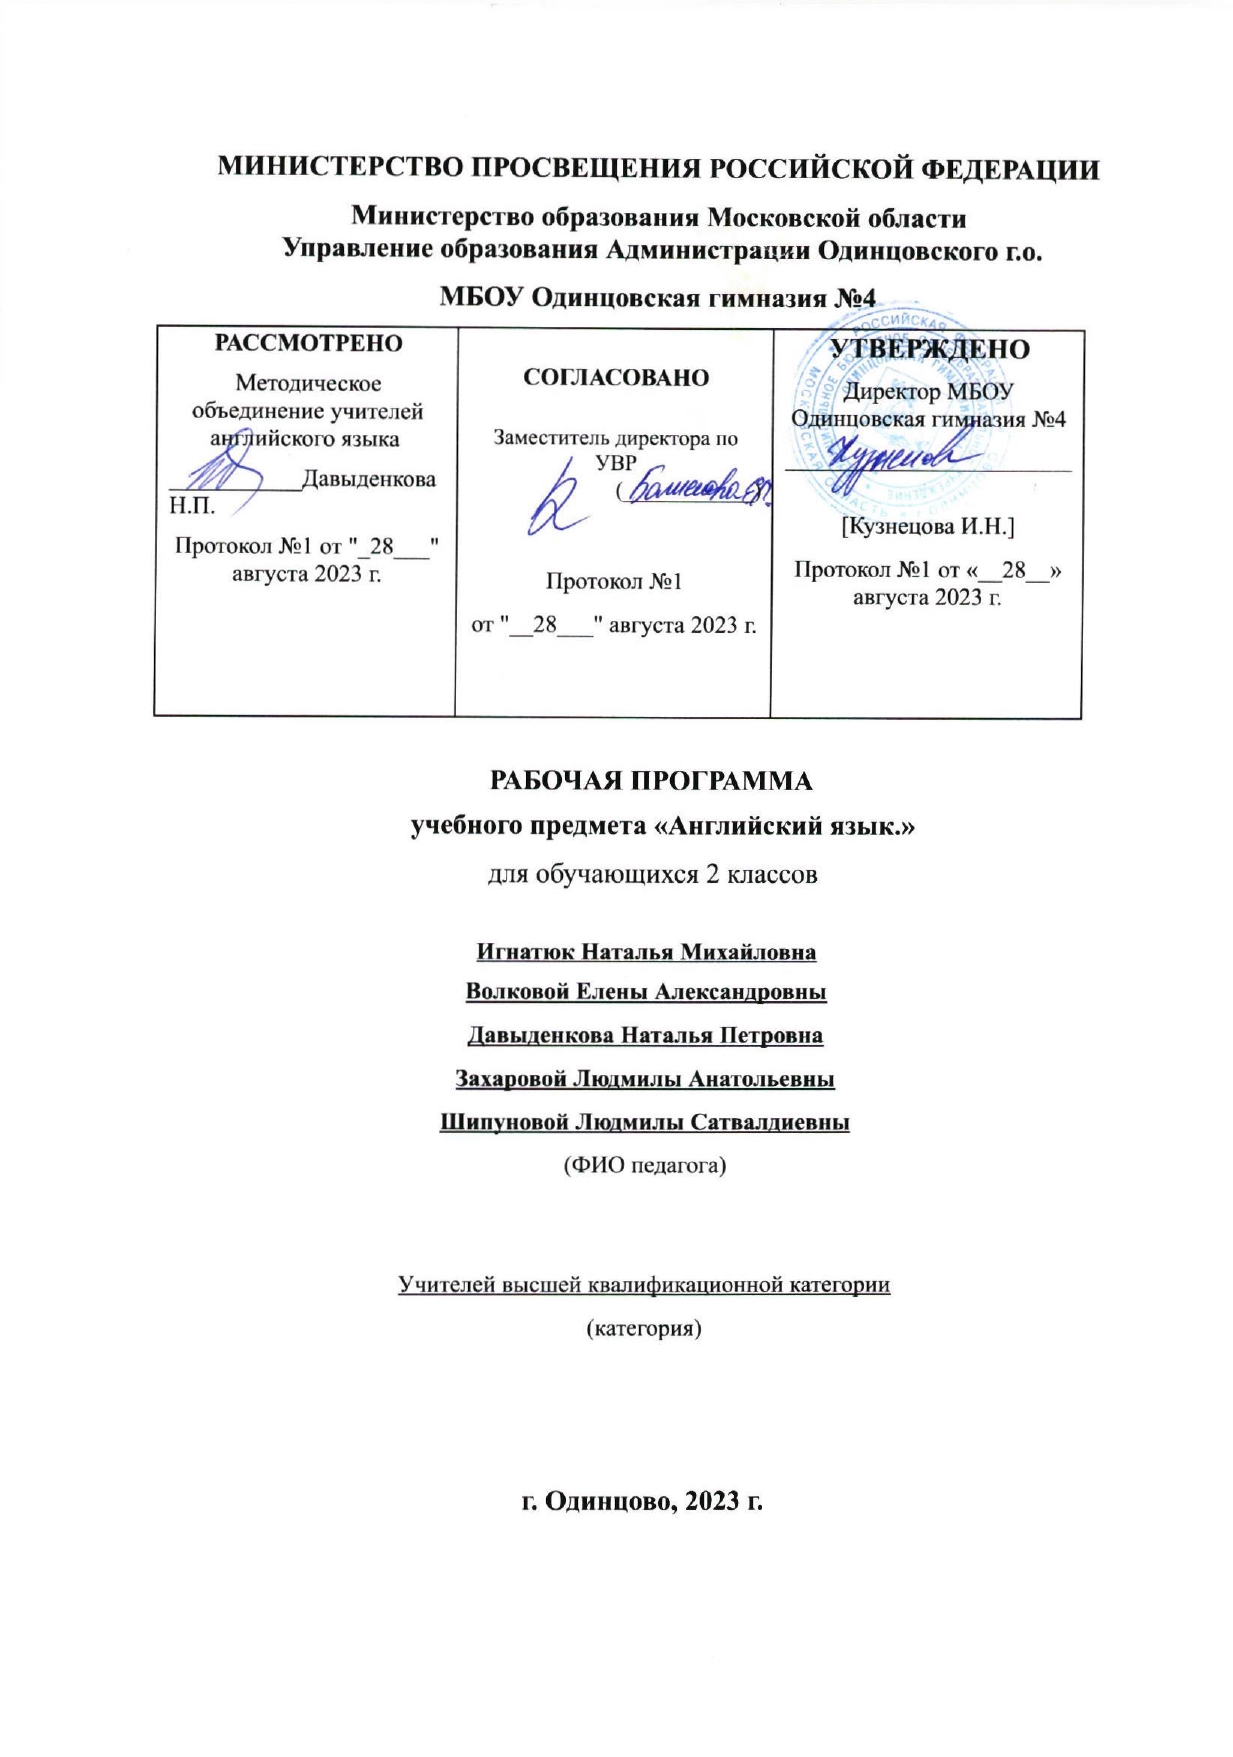 МИНИСТЕРСТВО ПРОСВЕЩЕНИЯ РОССИЙСКОЙ ФЕДЕРАЦИИ
Министерство образования Московской области
Управление образования Администрации Одинцовского г.о.
МБОУ Одинцовская гимназия №4
РАССМОТРЕНО
Методическое
объединение учителей
английского языка
___________Давыденкова
Н.П.
Протокол №1 от "_28___"
августа 2023 г.
СОГЛАСОВАНО
Заместитель директора по
УВР
Протокол №1
от "__28___" августа 2023 г.
УТВЕРЖДЕНО
Директор МБОУ
Одинцовская гимназия №4
[Кузнецова И.Н.]
Протокол №1 от «__28__»
августа 2023 г.
РАБОЧАЯ ПРОГРАММА
учебного предмета «Английский язык.»
для обучающихся 2 классов
Игнатюк Наталья Михайловна
Волковой Елены Александровны
Давыденкова Наталья Петровна
Захаровой Людмилы Анатольевны
Шипуновой Людмилы Сатвалдиевны
(ФИО педагога)
Учителей высшей квалификационной категории
(категория)
г. Одинцово, 2023 г.